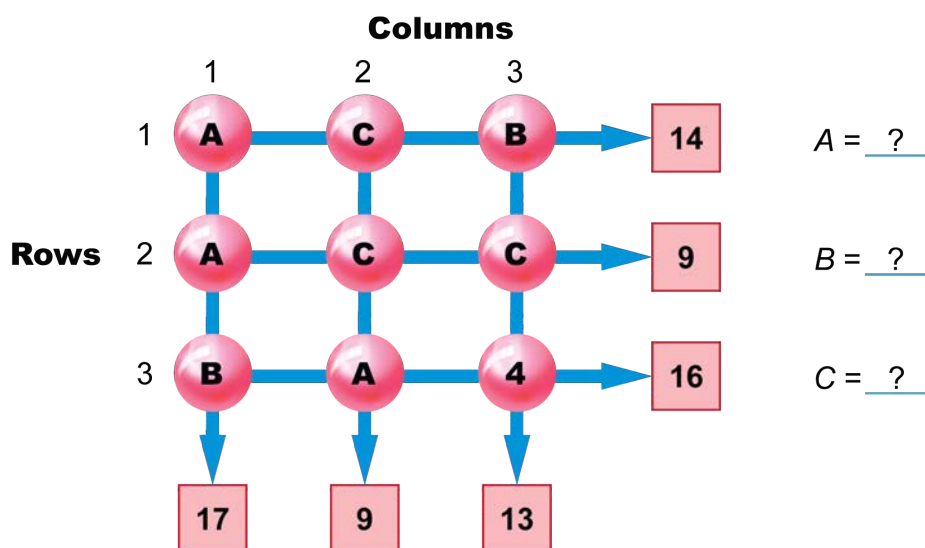 Columns
1 2 3
1 A C B 14 A = ?
Rows 2 A C C 9 B = ?
3 B A 4 16 C = ?
17 9 13